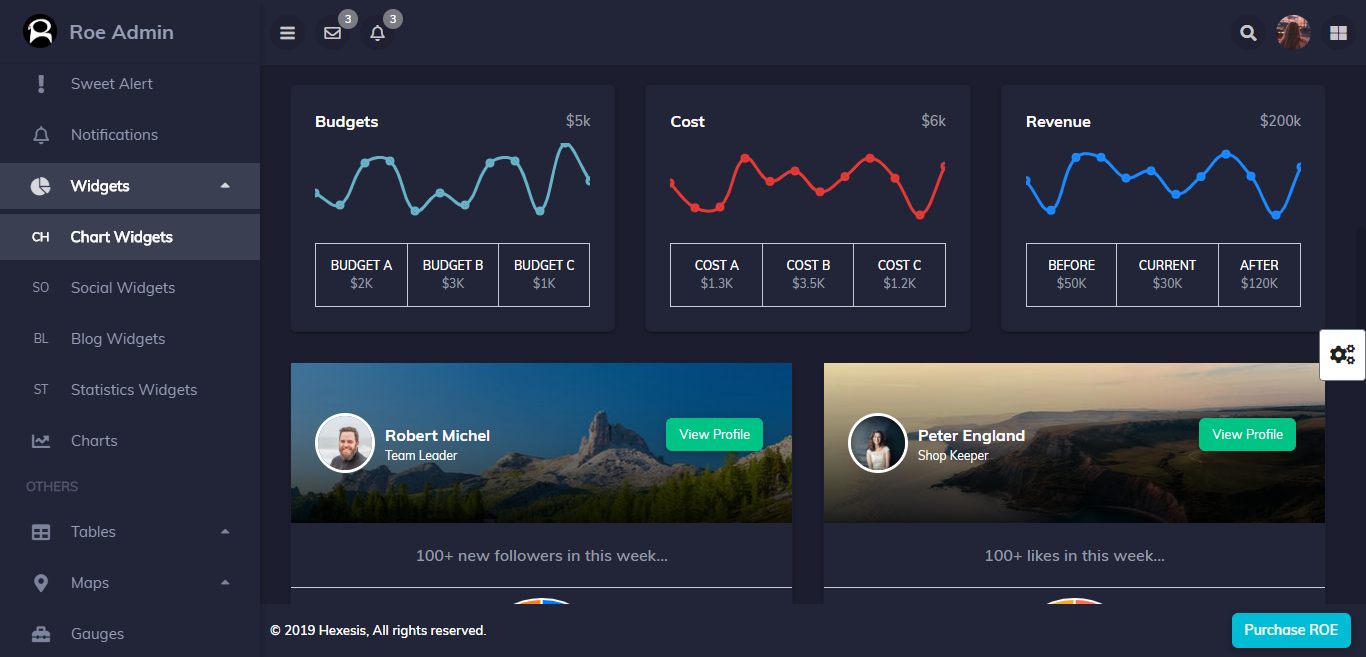 Roe Admin
3
3
Sweet Alert
Notifications
Widgets
CH Chart Widgets
SO Social Widgets
BL Blog Widgets
ST Statistics Widgets
Charts
OTHERS
Tables
Maps
Gauges
Budgets $5k
BUDGET A BUDGET B BUDGET C
$2K $3K $1K
Cost $6k
COST A COST B COST C
$1.3K $3.5K $1.2K
Revenue $200k
BEFORE CURRENT AFTER
$50K $30K $120K
Robert Michel
Team Leader
View Profile
100+ new followers in this week...
Peter England
Shop Keeper
View Profile
100+ likes in this week...
© 2019 Hexesis, All rights reserved.
Purchase ROE